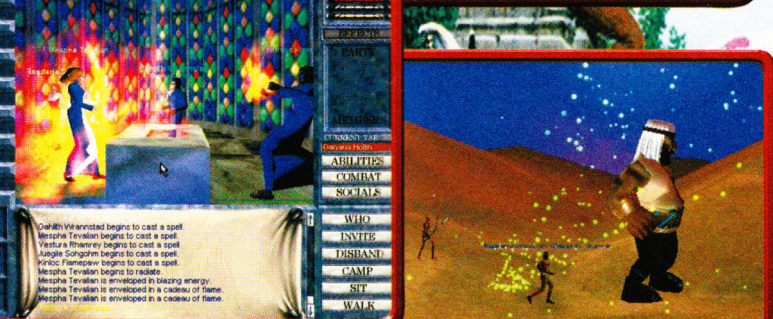 Mespha Tevalian
EFFECTS
PARTY
MEMBERS
CURRENT TAR
ABILITIES
COMBAT
SOCIALS
WHO
INVITE
DISBAND
CAMP
SIT
WALK
Gahlith Wrannstad begins to cast a spell.
Mespha Tevalian begins to cast a spell.
Vestura Rhamrey begins to cast a spell.
Juegile Sohgohm begins to cast a spell.
Kinloc Flamepaw begins to cast a spell.
Mespha Tevalian begins to radiate.
Mespha Tevalian is enveloped in blazing energy.
Mespha Tevalian is enveloped in a cadeau of flame.
Mespha Tevalian is enveloped in a cadeau of flame.